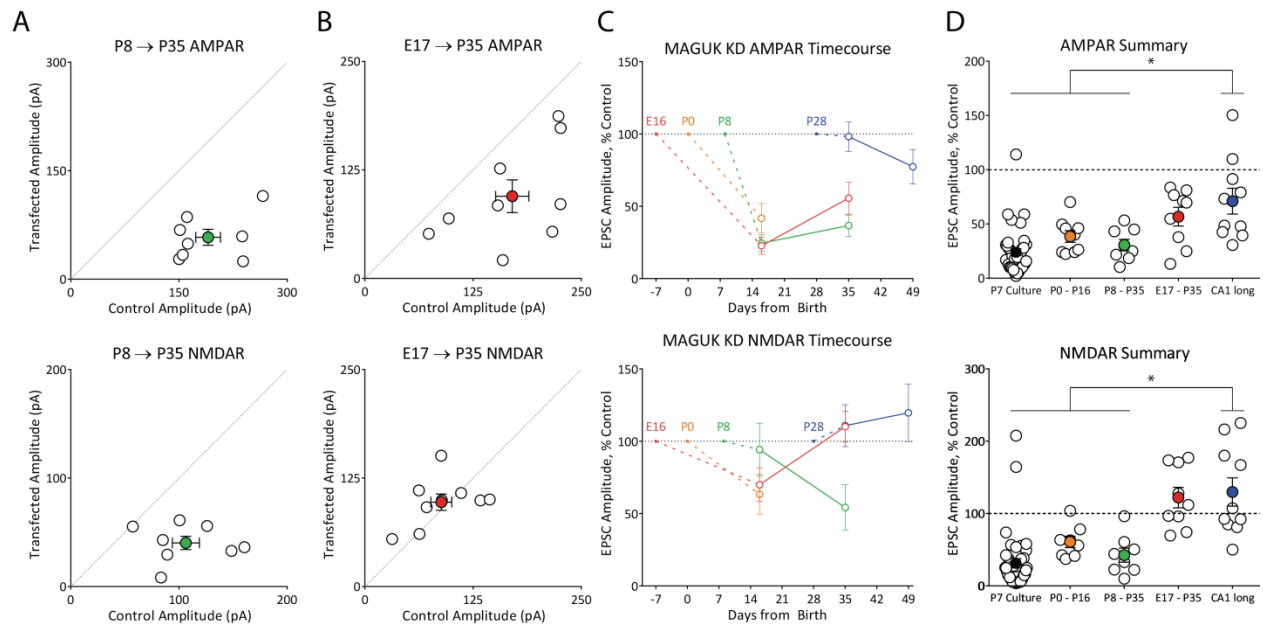 A
P8 → P35 AMPAR
Transfected Amplitude (pA)
300
150
0
0
150
300
Control Amplitude (pA)
P8 → P35 NMDAR
Transfected Amplitude (pA)
200
100
0
0
100
200
Control Amplitude (pA)
B
E17 → P35 AMPAR
Transfected Amplitude (pA)
250
125
0
0
125
250
Control Amplitude (pA)
E17 → P35 NMDAR
Transfected Amplitude (pA)
250
125
0
0
125
250
Control Amplitude (pA)
C
MAGUK KD AMPAR Timecourse
EPSC Amplitude, % Control
150
100
50
0
E16 P0 P8 P28
-7 0 7 14 21 28 35 42 49
Days from Birth
MAGUK KD NMDAR Timecourse
EPSC Amplitude, % Control
150
100
50
0
E16 P0 P8 P28
-7 0 7 14 21 28 35 42 49
Days from Birth
D
AMPAR Summary
*
EPSC Amplitude, % Control
200
150
100
50
0
P7 Culture P0 - P16 P8 - P35 E17 - P35 CA1 long
NMDAR Summary
*
EPSC Amplitude, % Control
300
200
100
0
P7 Culture P0 - P16 P8 - P35 E17 - P35 CA1 long